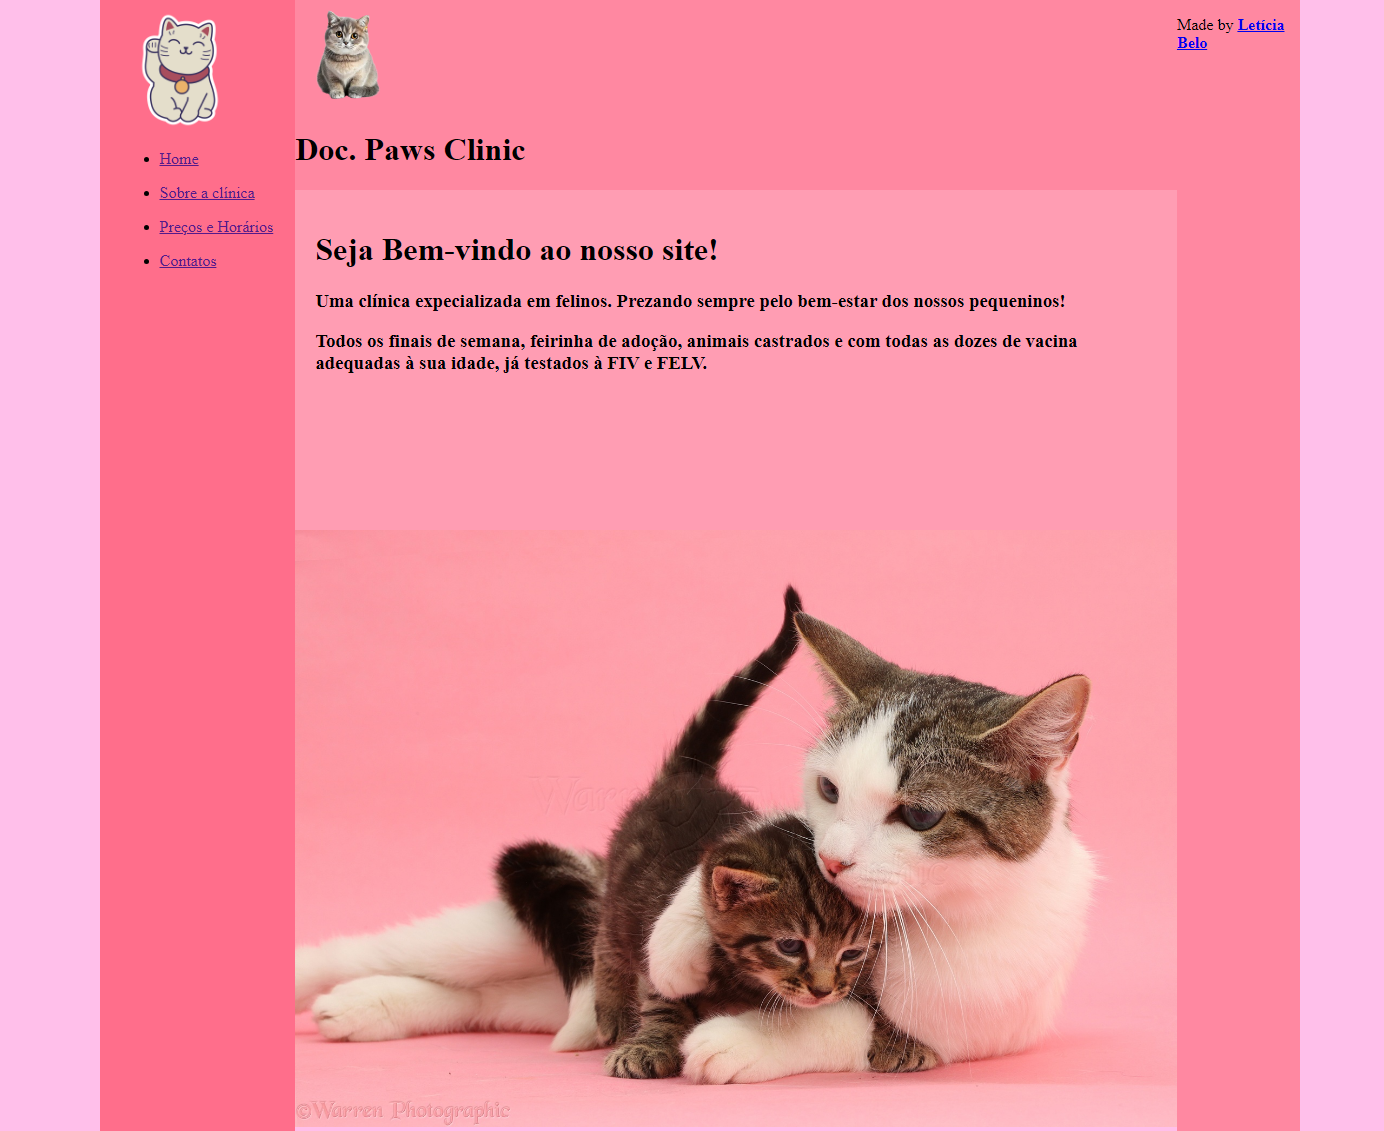 Home
Sobre a clínica
Preços e Horários
Contatos
Doc. Paws Clinic
Made by Letícia
Belo
Seja Bem-vindo ao nosso site!
Uma clínica expecializada em felinos. Prezando sempre pelo bem-estar dos nossos pequeninos!
Todos os finais de semana, feirinha de adoção, animais castrados e com todas as dozes de vacina
adequadas à sua idade, já testados à FIV e FELV.
©Warren Photographic